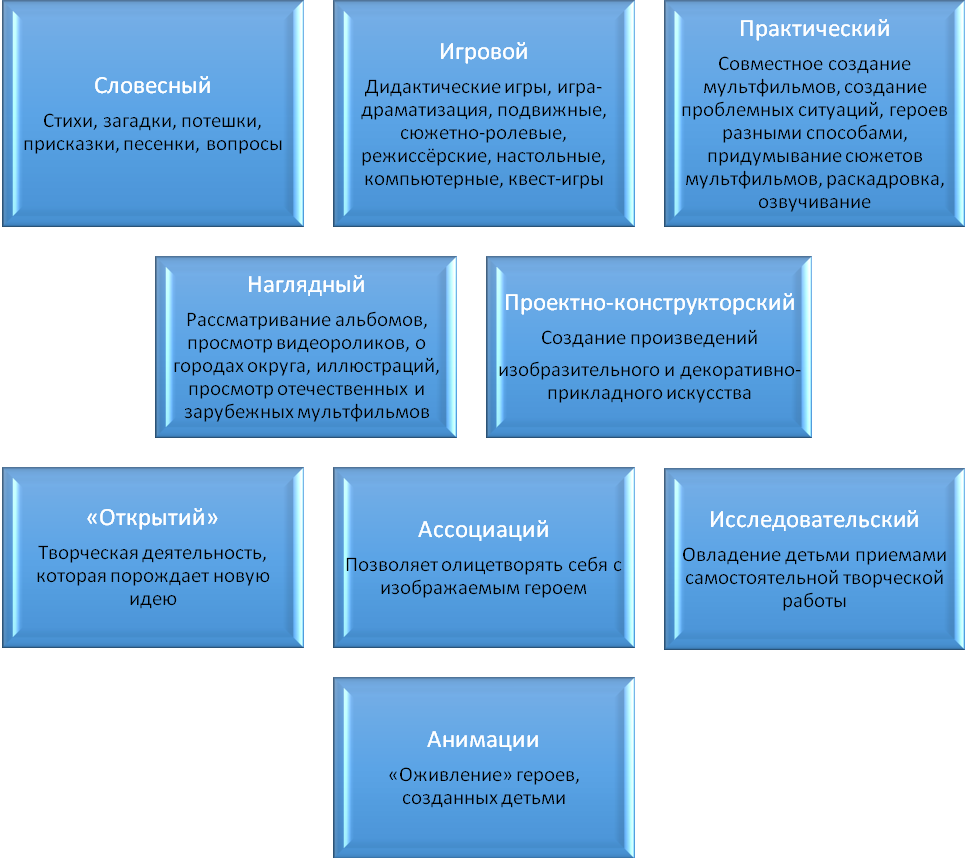 Словесный
Стихи, загадки, потешки,
присказки, песенки, вопросы
Игровой
Дидактические игры, игра-
драматизация, подвижные,
сюжетно-ролевые,
режиссёрские, настольные,
компьютерные, квест-игры
Практический
Совместное создание
мультфильмов, создание
проблемных ситуаций, героев
разными способами,
придумывание сюжетов
мультфильмов, раскадровка,
озвучивание
Наглядный
Рассматривание альбомов,
просмотр видеороликов, о
городах округа, иллюстраций,
просмотр отечественных и
зарубежных мультфильмов
Проектно-конструкторский
Создание произведений
изобразительного и декоративно-
прикладного искусства
«Открытий»
Творческая деятельность,
которая порождает новую
идею
Ассоциаций
Позволяет олицетворять себя с
изображаемым героем
Исследовательский
Овладение детьми приемами
самостоятельной творческой
работы
Анимации
«Оживление» героев,
созданных детьми